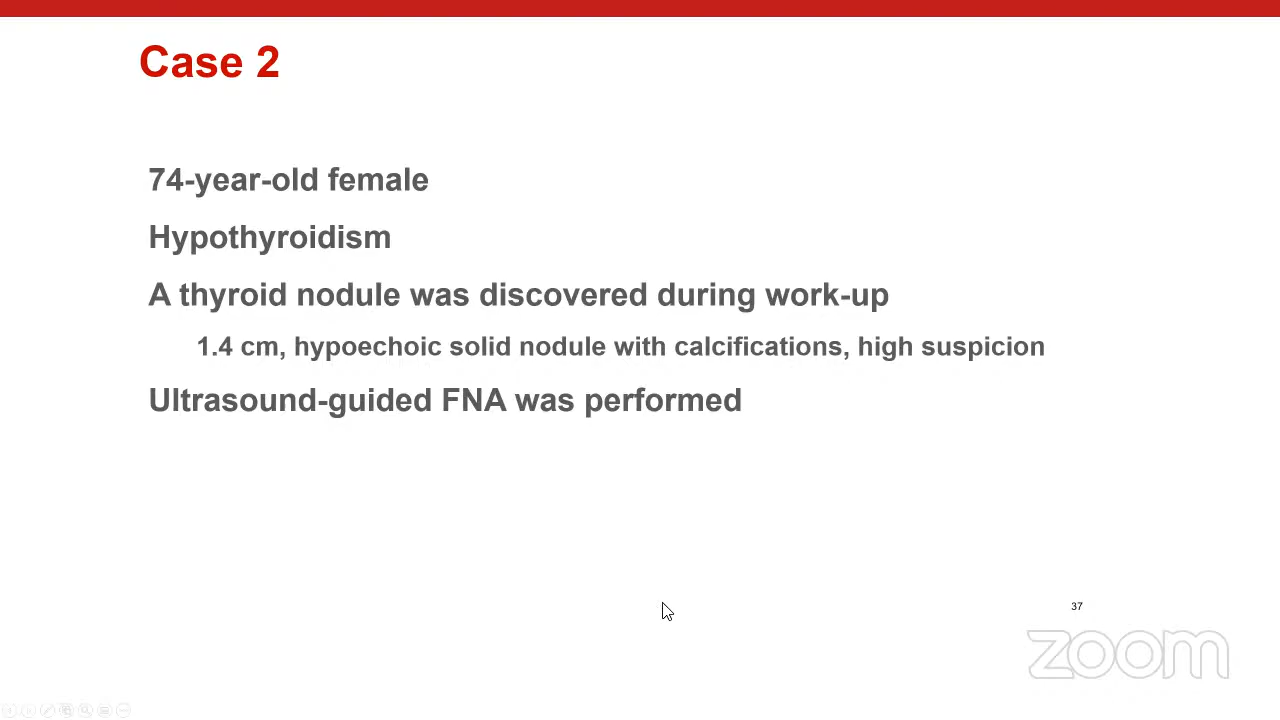 Case 2
74-year-old female
Hypothyroidism
A thyroid nodule was discovered during work-up
1.4 cm, hypoechoic solid nodule with calcifications, high suspicion
Ultrasound-guided FNA was performed
37
zoom